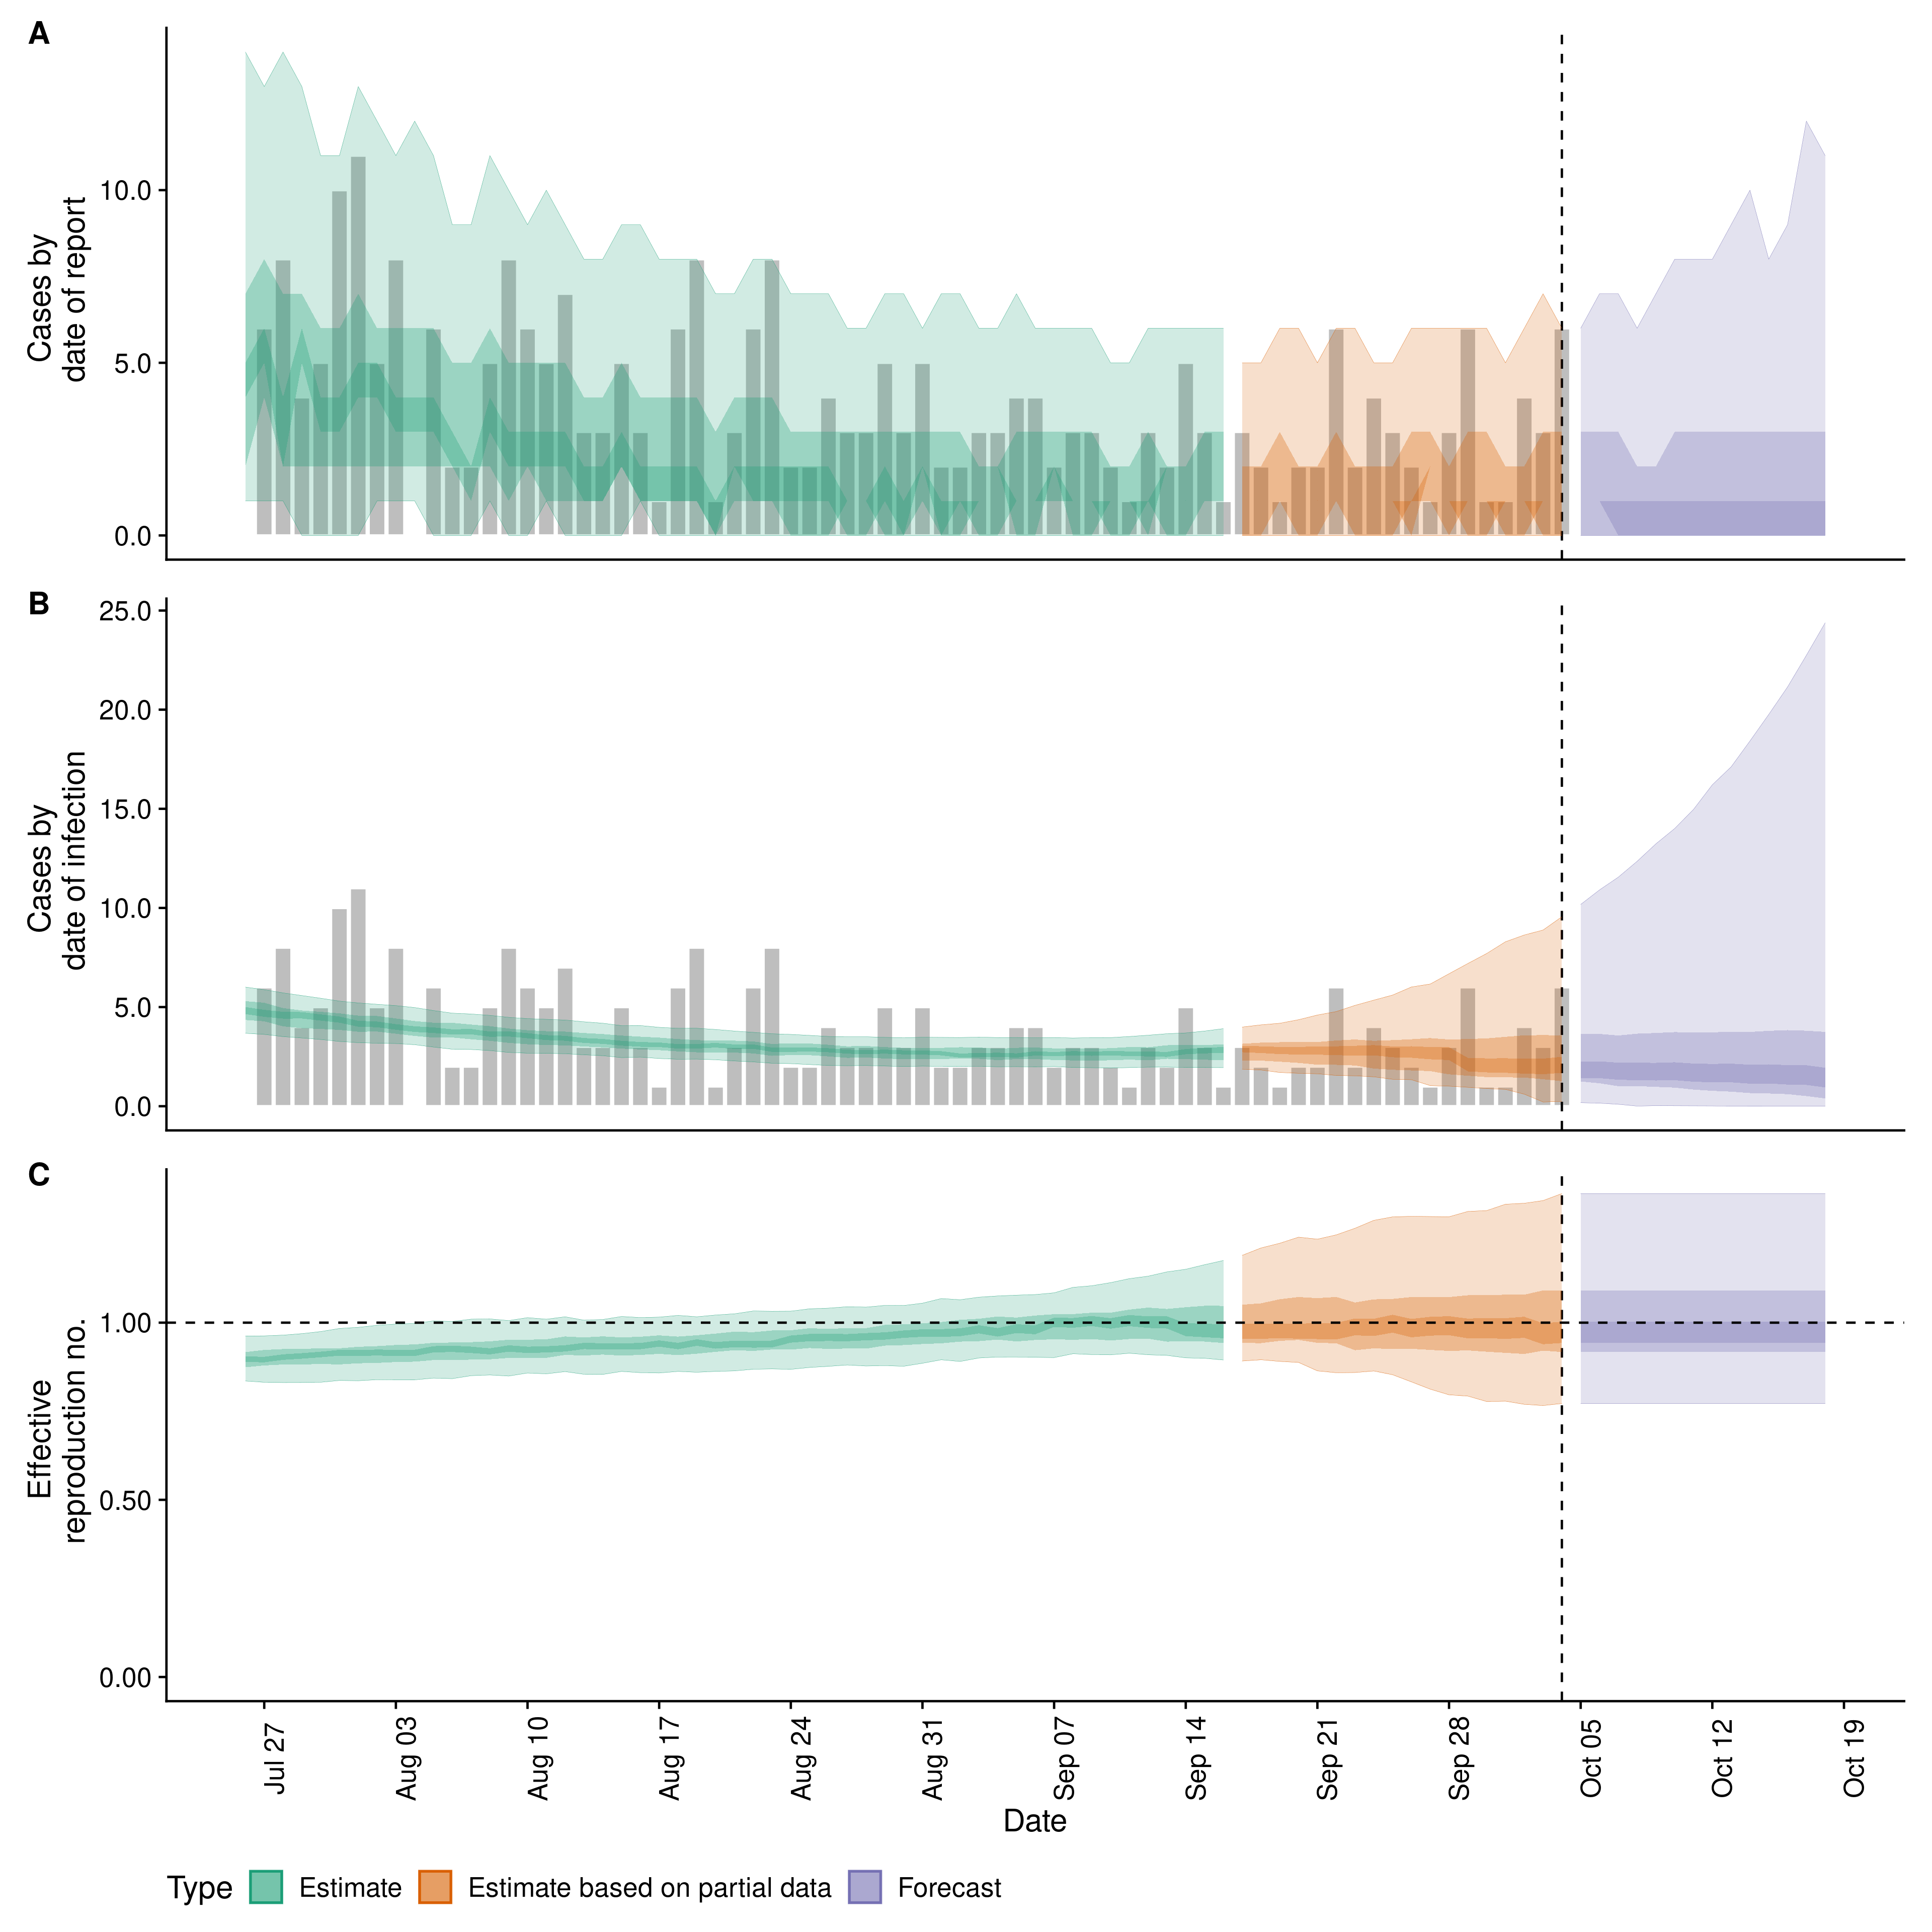 A
Cases by
date of report
10.0
5.0
0.0
B
Cases by
date of infection
25.0
20.0
15.0
10.0
5.0
0.0
C
Effective
reproduction no.
1.00
0.50
0.00
Jul 27
Aug 03
Aug 10
Aug 17
Aug 24
Aug 31
Sep 07
Sep 14
Sep 21
Sep 28
Oct 05
Oct 12
Oct 19
Date
Type Estimate Estimate based on partial data Forecast